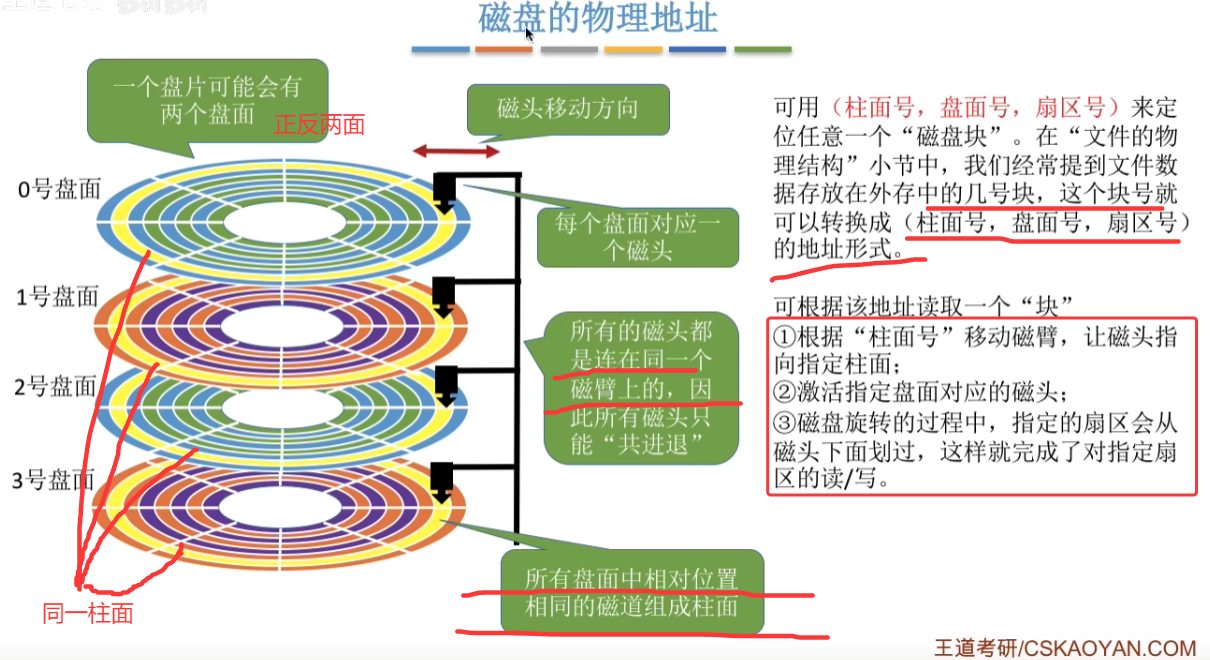 磁盘的物理地址
一个盘片可能会有
两个盘面
正反两面
磁头移动方向
0号盘面
每个盘面对应一
个磁头
1号盘面
所有的磁头都
是连在同一个
磁臂上的，因
此所有磁头只
能“共进退”
2号盘面
3号盘面
所有盘面中相对位置
相同的磁道组成柱面
同一柱面
可用（柱面号，盘面号，扇区号）来定
位任意一个“磁盘块”。在“文件的物
理结构”小节中，我们经常提到文件数
据存放在外存中的几号块，这个块号就
可以转换成（柱面号，盘面号，扇区号）
的地址形式。
可根据该地址读取一个“块”
①根据“柱面号”移动磁臂，让磁头指
向指定柱面；
②激活指定盘面对应的磁头；
③磁盘旋转的过程中，指定的扇区会从
磁头下面划过，这样就完成了对指定扇
区的读/写。
王道考研/CSKAOYAN.COM